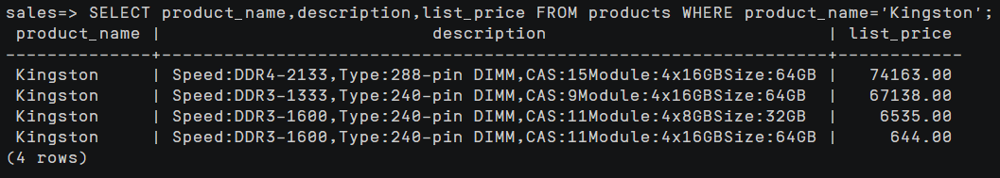 sales=> SELECT product_name,description,list_price FROM products WHERE product_name='Kingston';
 product_name |                           description                            | list_price
--------------+------------------------------------------------------------------+------------
 Kingston     | Speed:DDR4-2133,Type:288-pin DIMM,CAS:15Module:4x16GBSize:64GB |   74163.00
 Kingston     | Speed:DDR3-1333,Type:240-pin DIMM,CAS:9Module:4x16GBSize:64GB  |   67138.00
 Kingston     | Speed:DDR3-1600,Type:240-pin DIMM,CAS:11Module:4x8GBSize:32GB  |    6535.00
 Kingston     | Speed:DDR3-1600,Type:240-pin DIMM,CAS:11Module:4x16GBSize:64GB |     644.00
(4 rows)